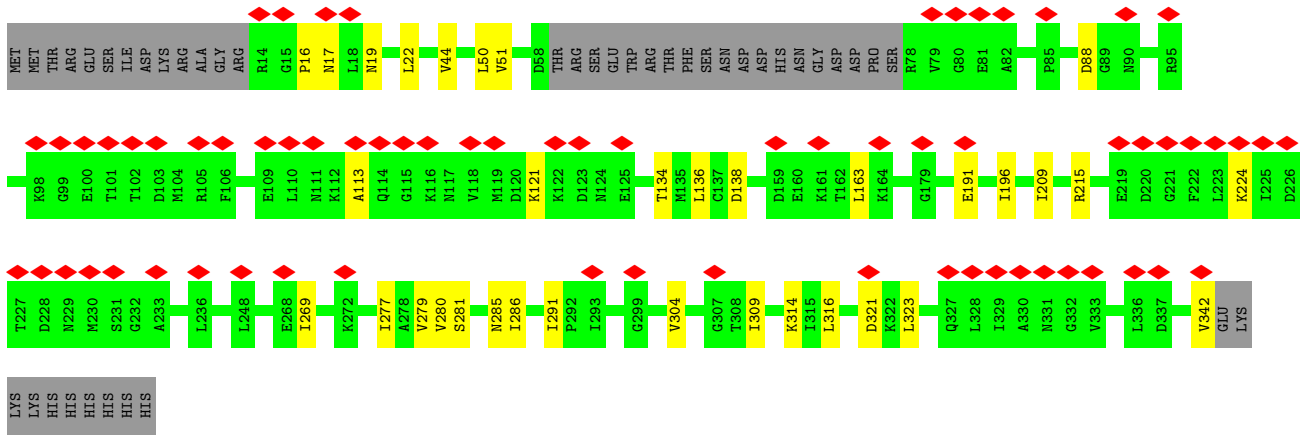 MET MET THR ARG GLU SER ILE ASP LYS ARG ALA GLY ARG R14 G15 P16 N17 L18 N19 L22 V44 L50 V51 D58 THR ARG SER GLU TRP ARG THR PHE SER ASN ASP ASP HIS ASN GLY ASP ASP PRO SER R78 V79 G80 E81 A82 P85 D88 G89 N90 R95
K98 G99 E100 T101 T102 D103 M104 R105 F106 E109 L110 N111 K112 A113 Q114 G115 K116 N117 V118 M119 D120 K121 K122 D123 N124 E125 T134 M135 L136 C137 D138 D159 E160 K161 T162 L163 K164 G179 E191 I196 I209 R215 E219 D220 G221 F222 L223 K224 I225 D226
T227 D228 N229 M230 S231 G232 A233 L236 L248 E268 I269 K272 I277 A278 V279 V280 S281 N285 I286 I291 P292 I293 G299 V304 G307 T308 I309 K314 I315 L316 D321 K322 L323 Q327 L328 I329 A330 N331 G332 V333 L336 D337 V342 GLU LYS
LYS LYS HIS HIS HIS HIS HIS HIS